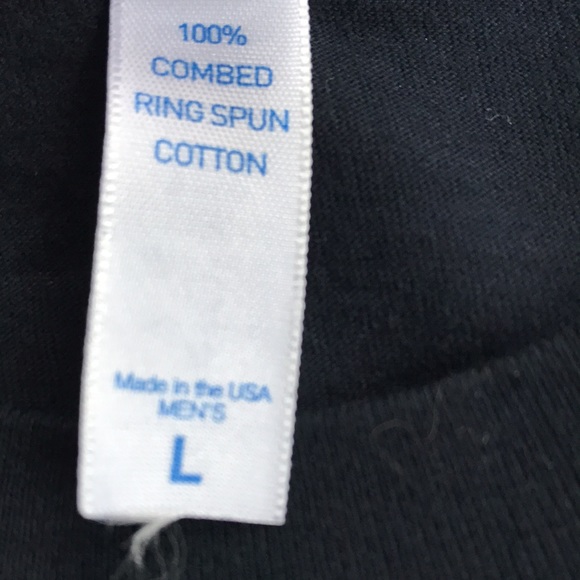 100%
COMBED
RING SPUN
COTTON
Made in the USA
MEN'S
L